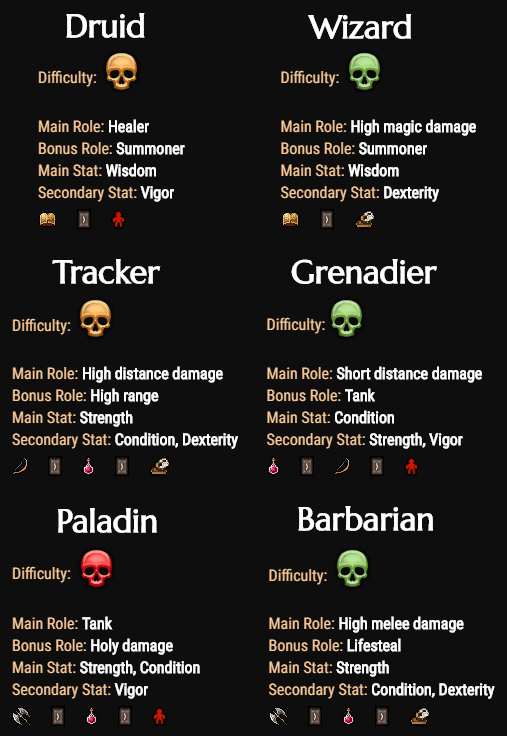 Druid
Difficulty:
Main Role: Healer
Bonus Role: Summoner
Main Stat: Wisdom
Secondary Stat: Vigor
Wizard
Difficulty:
Main Role: High magic damage
Bonus Role: Summoner
Main Stat: Wisdom
Secondary Stat: Dexterity
Tracker
Difficulty:
Main Role: High distance damage
Bonus Role: High range
Main Stat: Strength
Secondary Stat: Condition, Dexterity
Grenadier
Difficulty:
Main Role: Short distance damage
Bonus Role: Tank
Main Stat: Condition
Secondary Stat: Strength, Vigor
Paladin
Difficulty:
Main Role: Tank
Bonus Role: Holy damage
Main Stat: Strength, Condition
Secondary Stat: Vigor
Barbarian
Difficulty:
Main Role: High melee damage
Bonus Role: Lifesteal
Main Stat: Strength
Secondary Stat: Condition, Dexterity